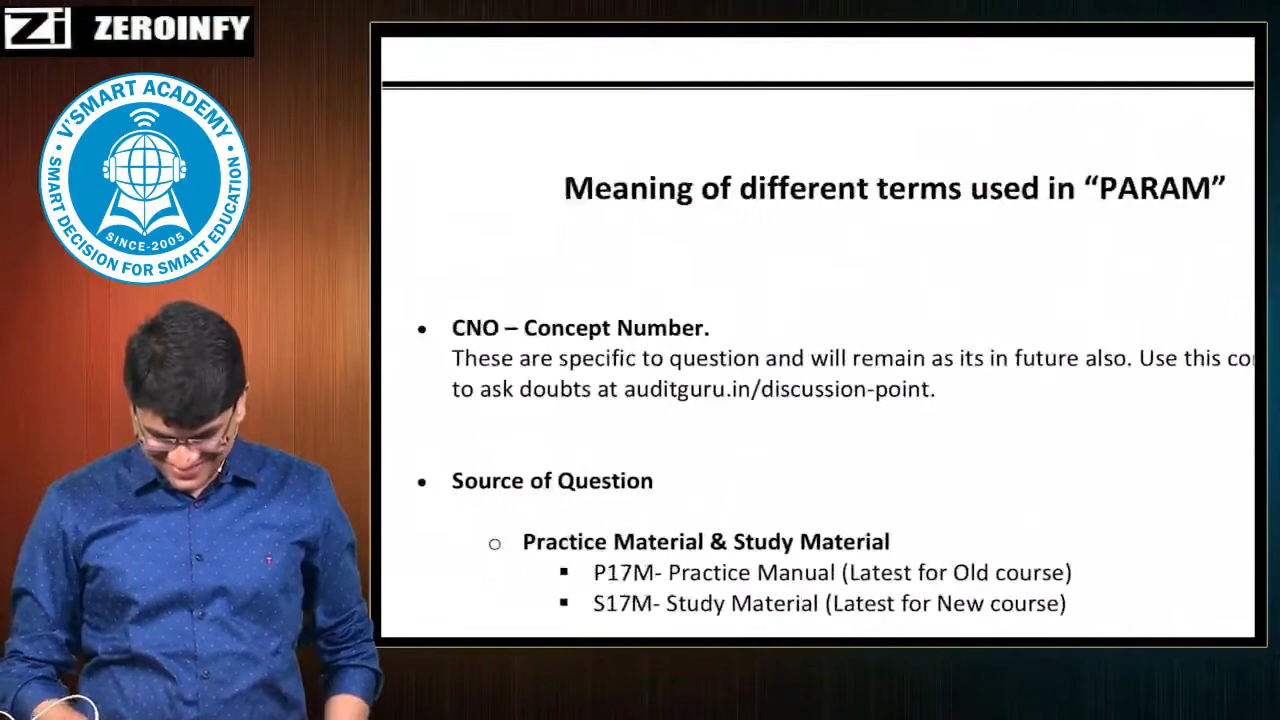 Zi ZEROINFY
V'SMART ACADEMY
SMART DECISION FOR SMART EDUCATION
SINCE-2005
Meaning of different terms used in “PARAM”
• CNO – Concept Number.
These are specific to question and will remain as its in future also. Use this
to ask doubts at auditguru.in/discussion-point.
• Source of Question
o Practice Material & Study Material
▪ P17M- Practice Manual (Latest for Old course)
▪ S17M- Study Material (Latest for New course)